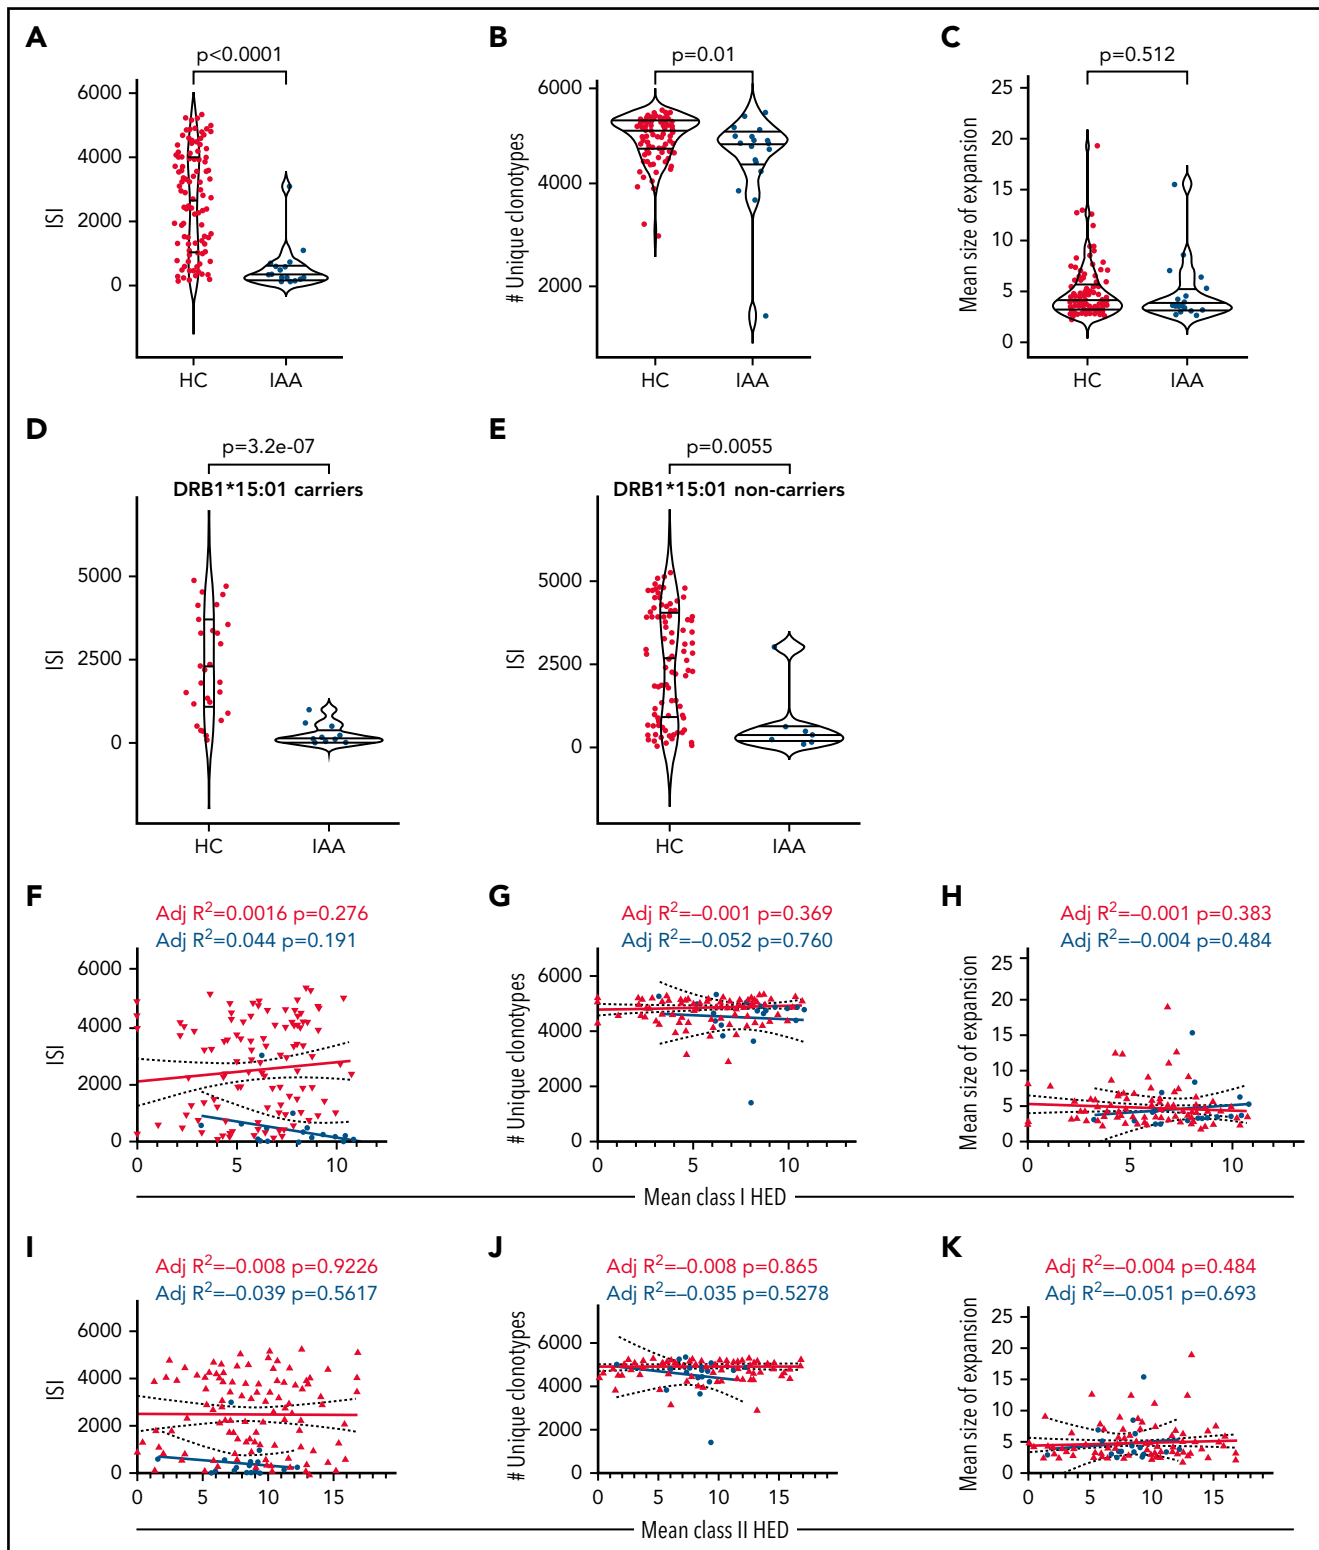 A
p<0.0001
ISI
6000
4000
2000
0
HC IAA
B
p=0.01
# Unique clonotypes
6000
4000
2000
HC IAA
C
p=0.512
Mean size of expansion
25
20
15
10
5
0
HC IAA
D
p=3.2e-07
DRB1*15:01 carriers
ISI
5000
2500
0
HC IAA
E
p=0.0055
DRB1*15:01 non-carriers
ISI
5000
2500
0
HC IAA
F
Adj R²=0.0016 p=0.276
Adj R²=0.044 p=0.191
ISI
6000
4000
2000
0
0 5 10
G
Adj R²=–0.001 p=0.369
Adj R²=–0.052 p=0.760
# Unique clonotypes
6000
4000
2000
0
0 5 10
H
Adj R²=–0.001 p=0.383
Adj R²=–0.004 p=0.484
Mean size of expansion
25
20
15
10
5
0
0 5 10
Mean class I HED
I
Adj R²=–0.008 p=0.9226
Adj R²=–0.039 p=0.5617
ISI
6000
4000
2000
0
0 5 10 15
J
Adj R²=–0.008 p=0.865
Adj R²=–0.035 p=0.5278
# Unique clonotypes
6000
4000
2000
0
0 5 10 15
K
Adj R²=–0.004 p=0.484
Adj R²=–0.051 p=0.693
Mean size of expansion
25
20
15
10
5
0
0 5 10 15
Mean class II HED